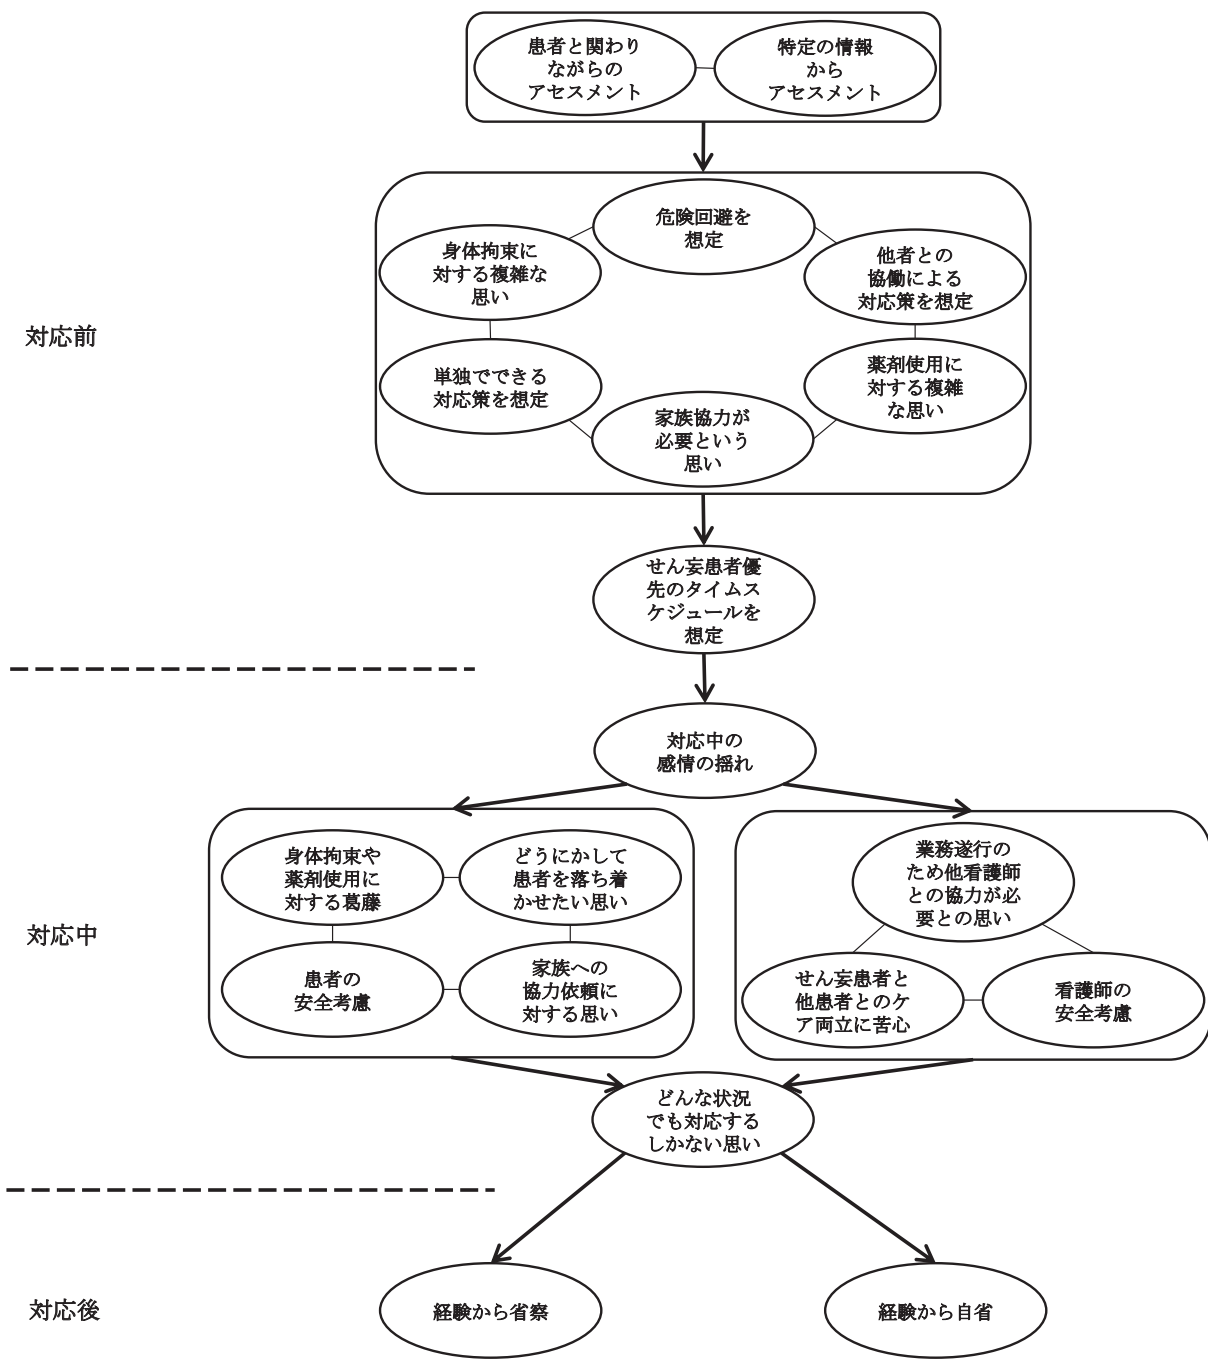 患者と関わり
ながらの
アセスメント
特定の情報
から
アセスメント
対応前
危険回避を
想定
身体拘束に
対する複雑な
思い
他者との
協働による
対応策を想定
単独でできる
対応策を想定
薬剤使用に
対する複雑
な思い
家族協力が
必要という
思い
せん妄患者優
先のタイムス
ケジュールを
想定
対応中の
感情の揺れ
対応中
身体拘束や
薬剤使用に
対する葛藤
どうにかして
患者を落ち着
かせたい思い
患者の
安全考慮
家族への
協力依頼に
対する思い
業務遂行の
ため他看護師
との協力が必
要との思い
せん妄患者と
他患者とのケ
ア両立に苦心
看護師の
安全考慮
どんな状況
でも対応する
しかない思い
対応後
経験から省察
経験から自省